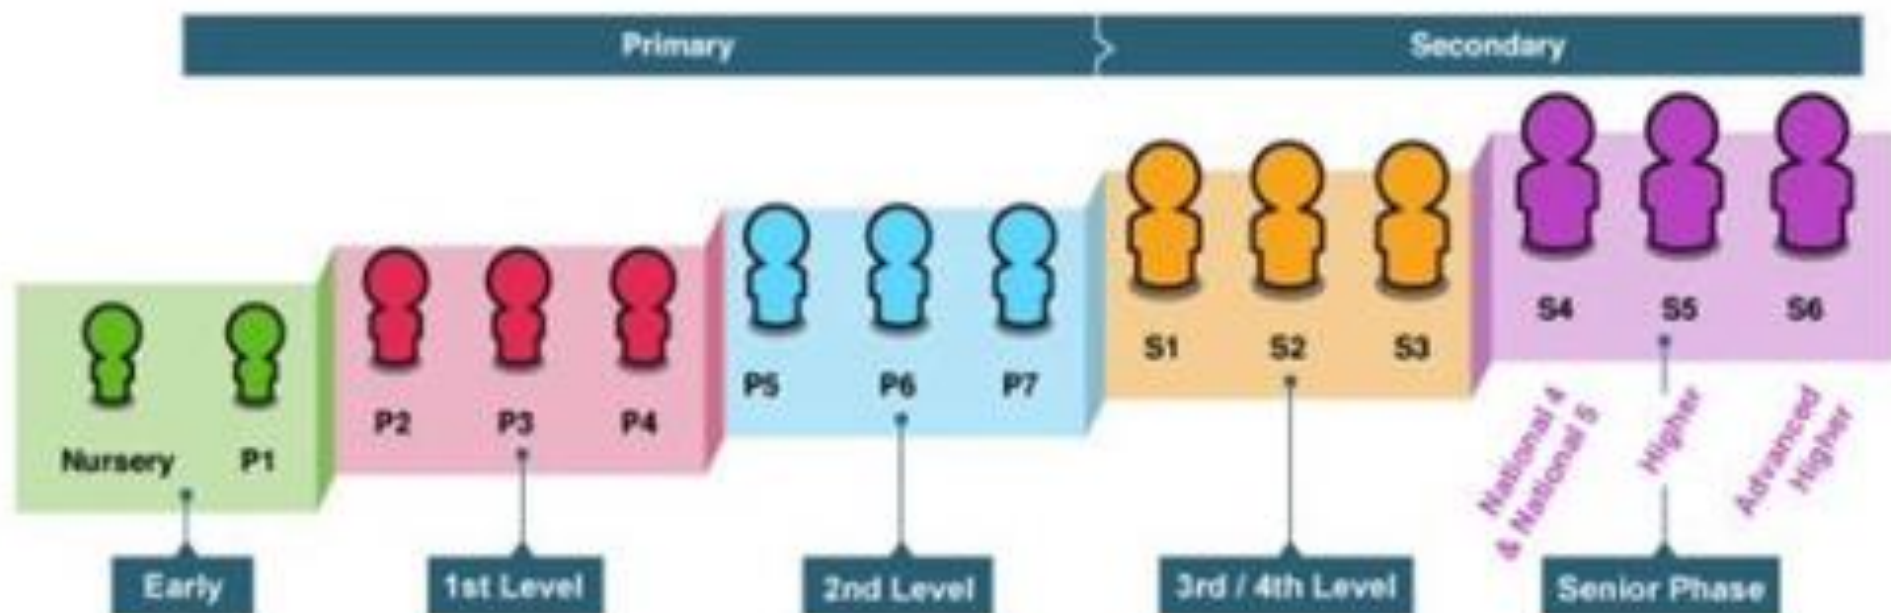 Primary
Secondary
Nursery
P1
P2
P3
P4
P5
P6
P7
S1
S2
S3
S4
S5
S6
National 4
& National 5
Higher
Advanced
Higher
Early
1st Level
2nd Level
3rd / 4th Level
Senior Phase